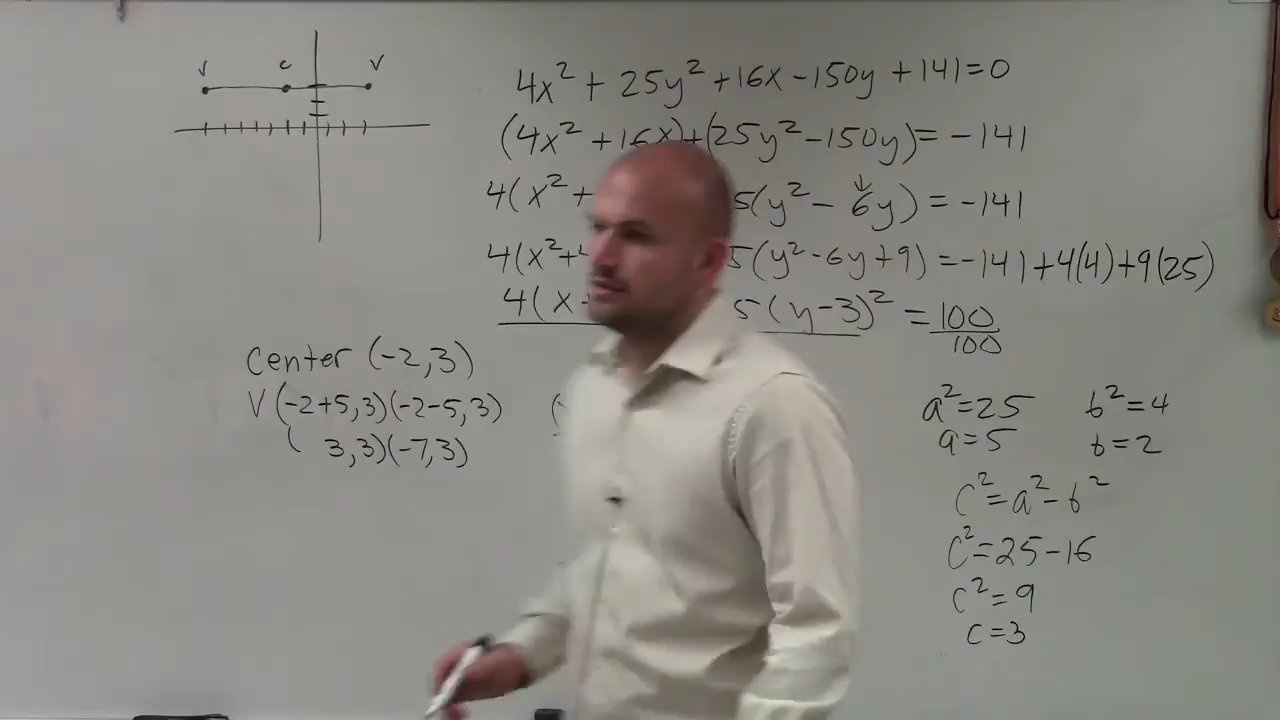 V c V
4x² + 25y² + 16x - 150y + 141 = 0
(4x² + 16x) + (25y² - 150y) = -141
4(x² + 5(y² - 6y) = -141
4(x² + 5(y² - 6y + 9) = -141 + 4(4) + 9(25)
4(x 5(y - 3)² = 100
100
center (-2, 3)
V (-2+5, 3)(-2-5, 3)
( 3, 3)(-7, 3)
a² = 25 b² = 4
a = 5 b = 2
c² = a² - b²
c² = 25 - 16
c² = 9
c = 3